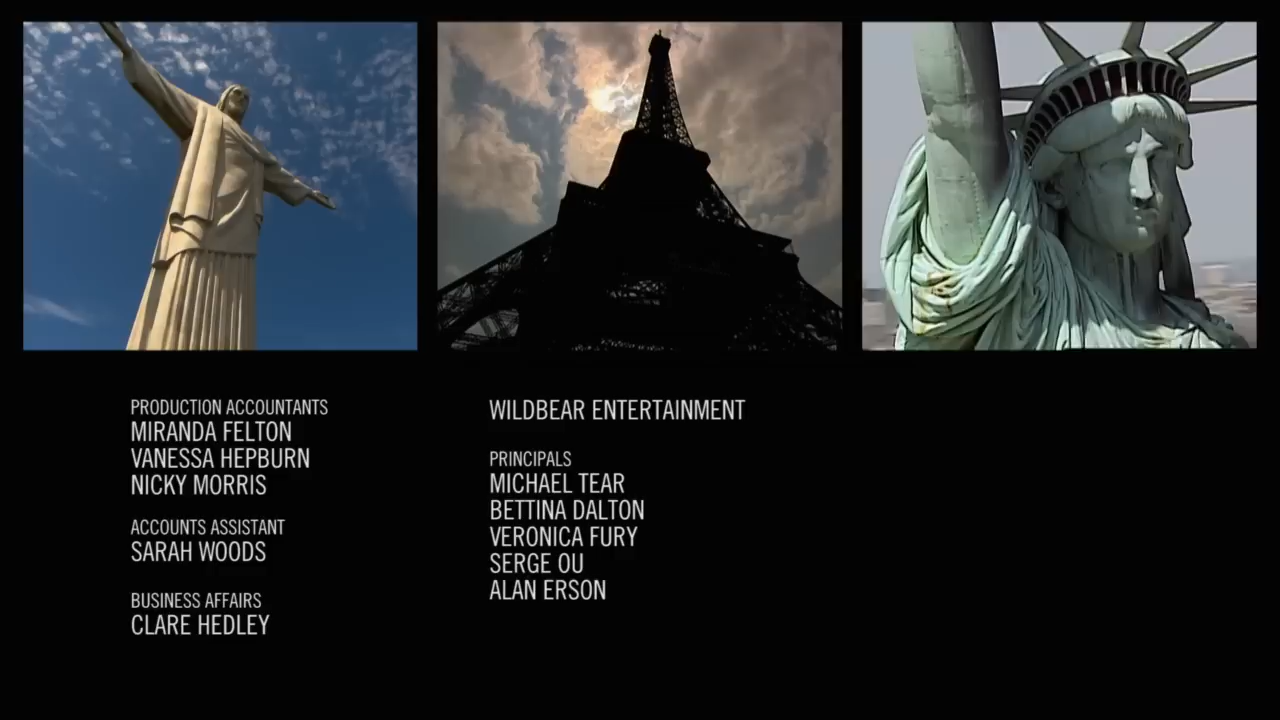 PRODUCTION ACCOUNTANTS
MIRANDA FELTON
VANESSA HEPBURN
NICKY MORRIS
ACCOUNTS ASSISTANT
SARAH WOODS
BUSINESS AFFAIRS
CLARE HEDLEY
WILDBEAR ENTERTAINMENT
PRINCIPALS
MICHAEL TEAR
BETTINA DALTON
VERONICA FURY
SERGE OU
ALAN ERSON